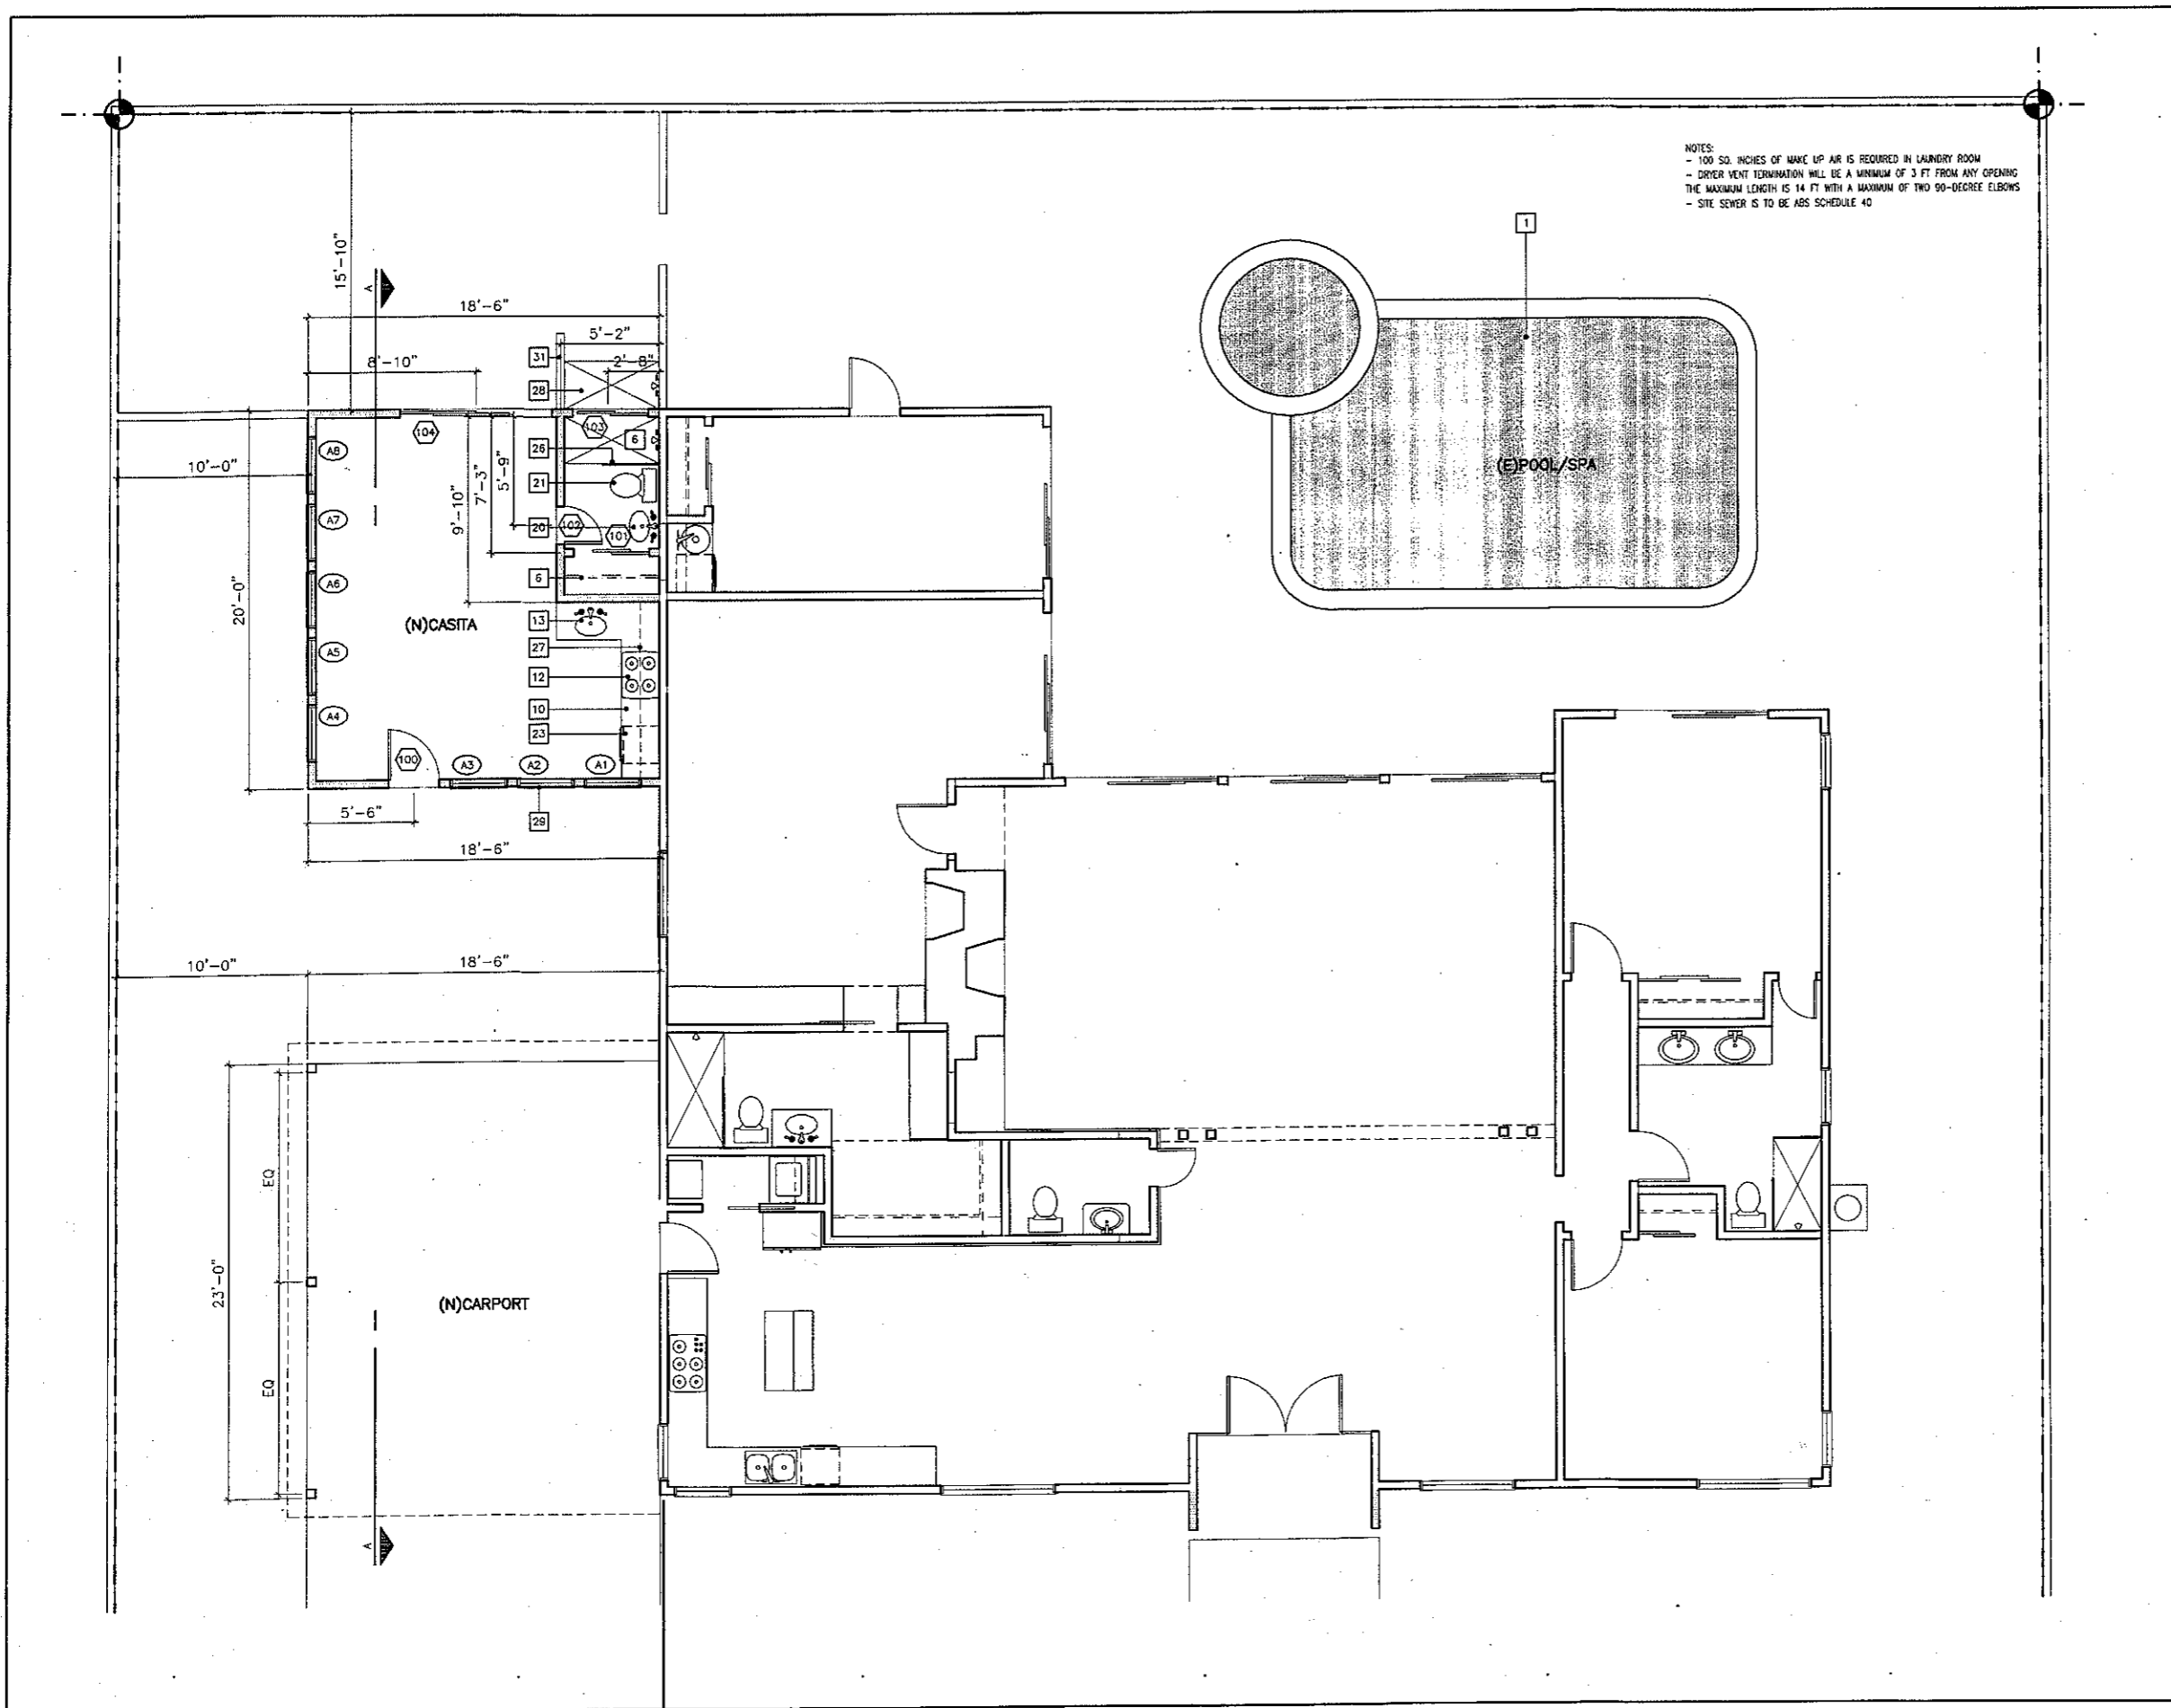 NOTES:
- 100 SQ. INCHES OF MAKE UP AIR IS REQUIRED IN LAUNDRY ROOM
- DRYER VENT TERMINATION WILL BE A MINIMUM OF 3 FT FROM ANY OPENING
THE MAXIMUM LENGTH IS 14 FT WITH A MAXIMUM OF TWO 90-DEGREE ELBOWS
- SITE SEWER IS TO BE ABS SCHEDULE 40
1
15'-10"
A
18'-6"
5'-2"
31
2'-8"
8'-10"
28
104
103
6
A8
26
10'-0"
7'-3"
5'-9"
21
9'-10"
A7
20
102
101
(E)POOL/SPA
6
A6
20'-0"
(N)CASITA
13
A5
27
12
A4
10
23
100
A3
A2
A1
5'-6"
29
18'-6"
10'-0"
18'-6"
EQ
23'-0"
(N)CARPORT
EQ
A